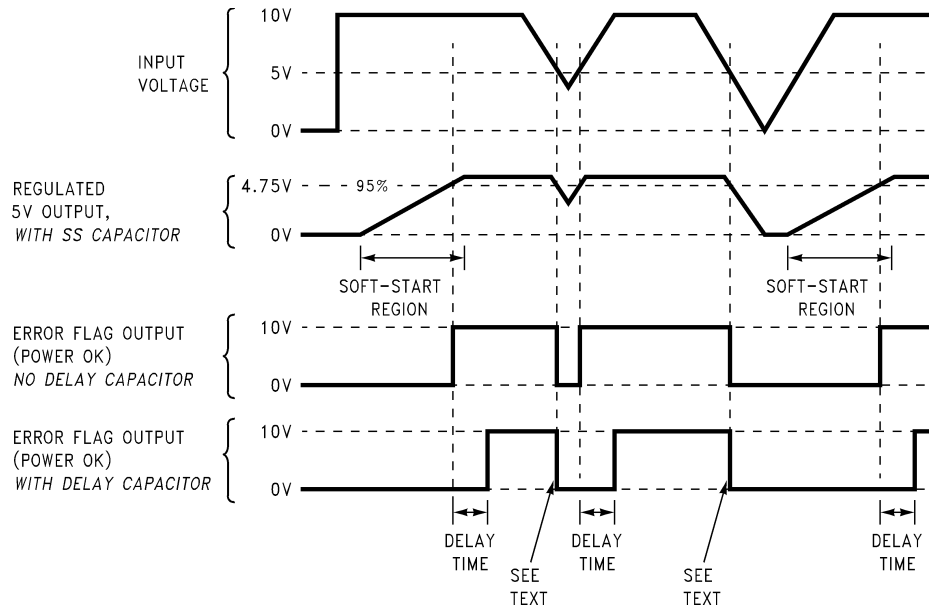 10V
INPUT
VOLTAGE
5V
0V
REGULATED
5V OUTPUT,
WITH SS CAPACITOR
4.75V
95%
0V
SOFT-START
REGION
SOFT-START
REGION
ERROR FLAG OUTPUT
(POWER OK)
NO DELAY CAPACITOR
10V
0V
ERROR FLAG OUTPUT
(POWER OK)
WITH DELAY CAPACITOR
10V
0V
DELAY
TIME
SEE
TEXT
DELAY
TIME
SEE
TEXT
DELAY
TIME